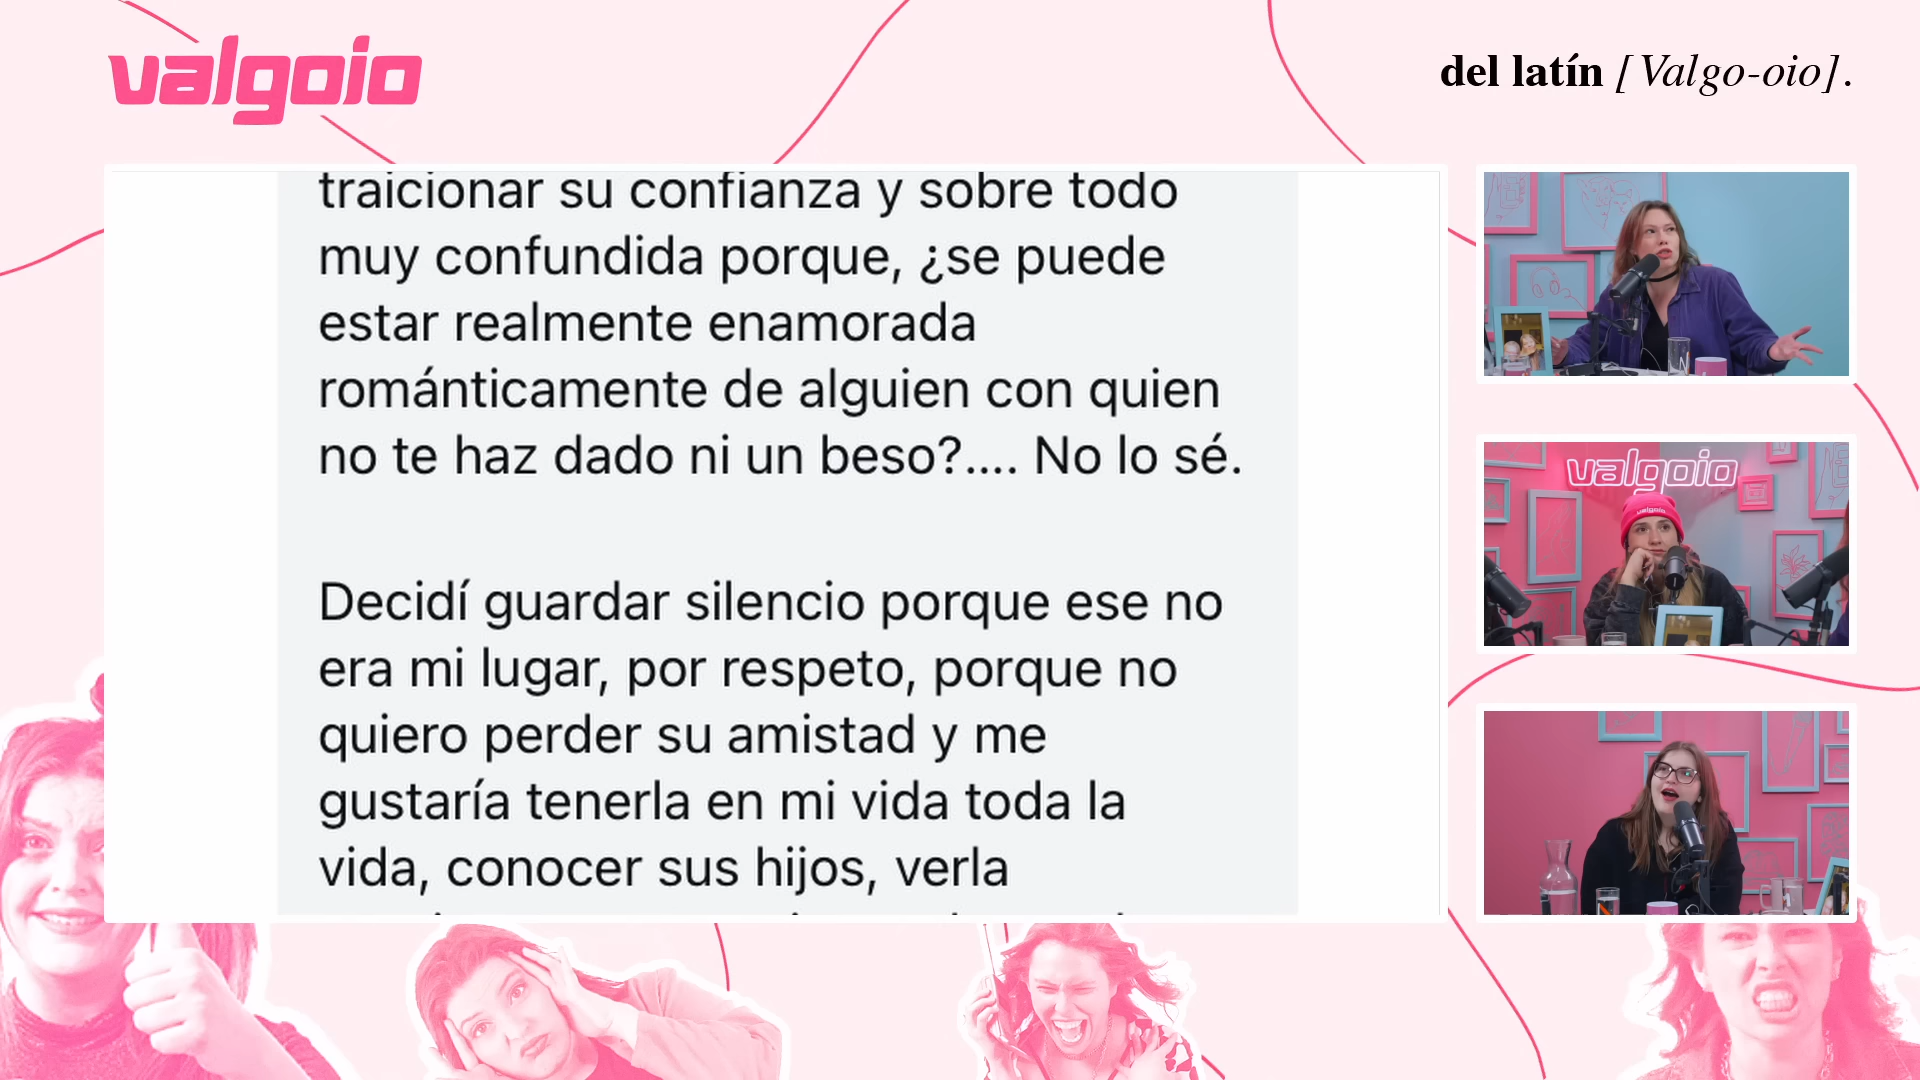 valgoio
del latín [Valgo-oio].
traicionar su confianza y sobre todo
muy confundida porque, ¿se puede
estar realmente enamorada
románticamente de alguien con quien
no te haz dado ni un beso?.... No lo sé.
Decidí guardar silencio porque ese no
era mi lugar, por respeto, porque no
quiero perder su amistad y me
gustaría tenerla en mi vida toda la
vida, conocer sus hijos, verla
valgoio
valgoio